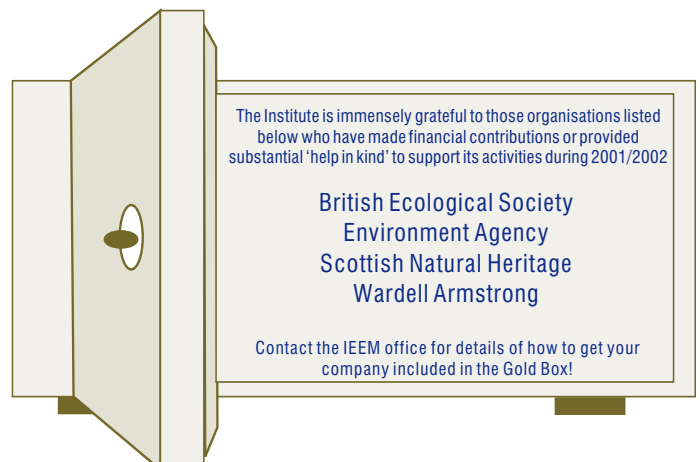 The Institute is immensely grateful to those organisations listed
below who have made financial contributions or provided
substantial ‘help in kind’ to support its activities during 2001/2002
British Ecological Society
Environment Agency
Scottish Natural Heritage
Wardell Armstrong
Contact the IEEM office for details of how to get your
company included in the Gold Box!